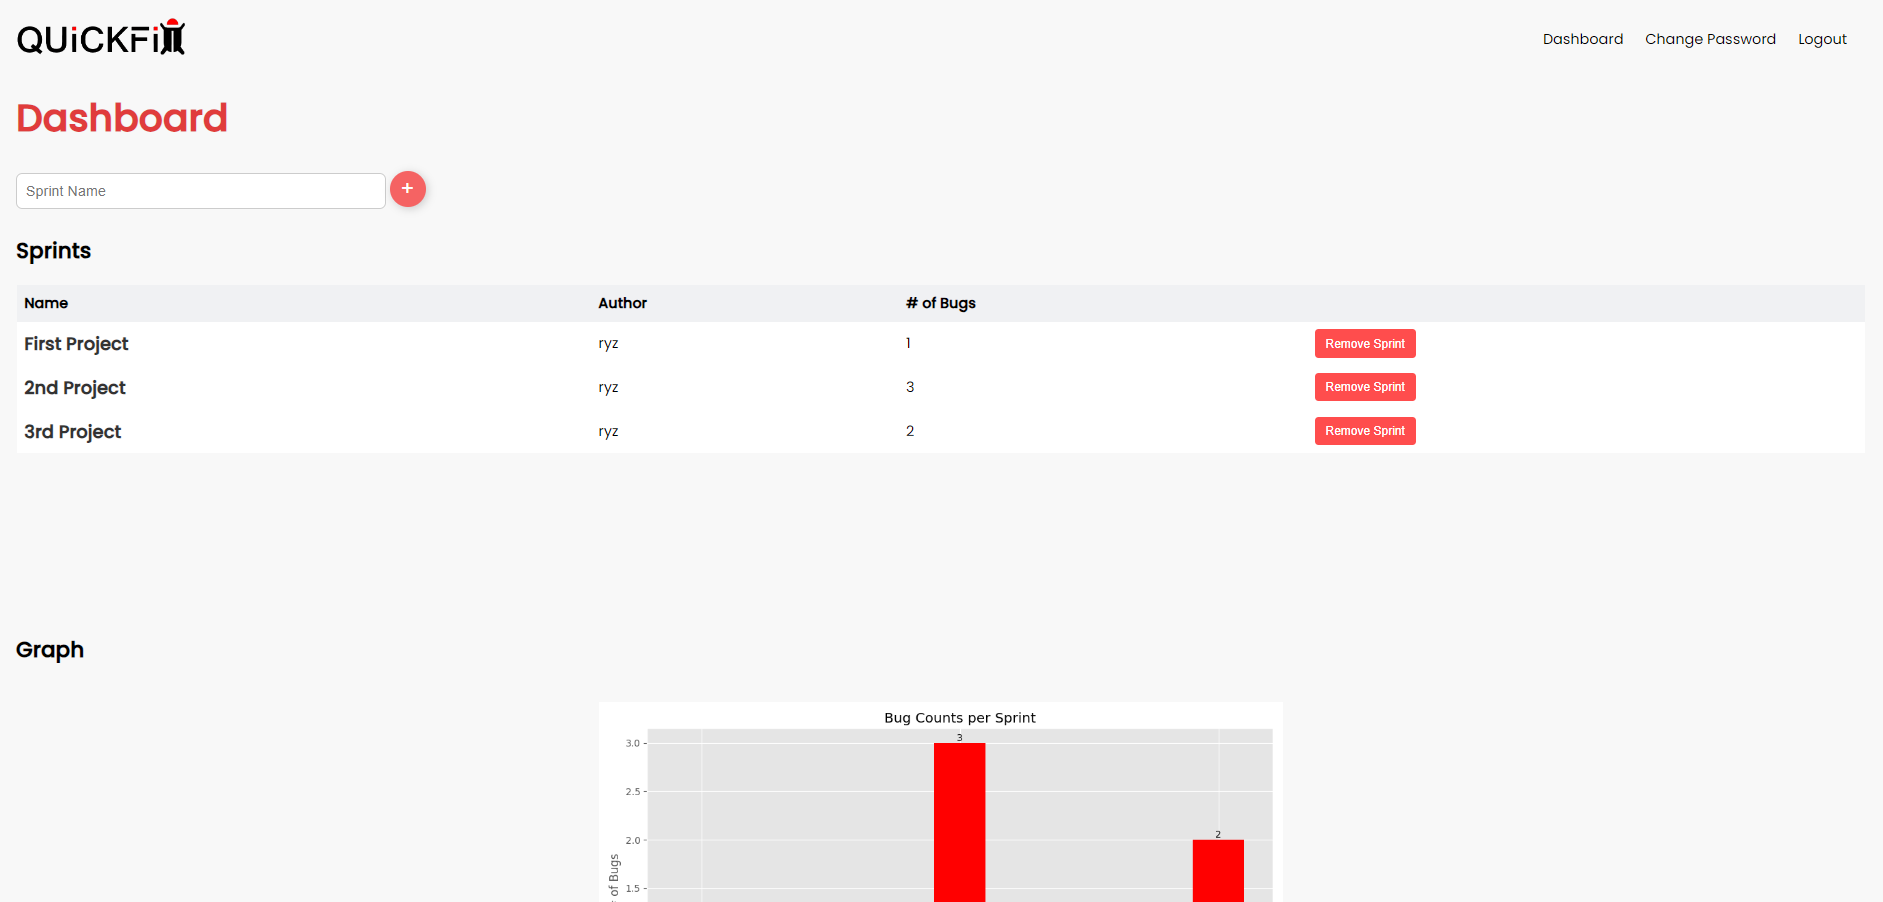 QUiCKFiX
Dashboard Change Password Logout
Dashboard
Sprint Name +
Sprints
Name Author # of Bugs
First Project ryz 1 Remove Sprint
2nd Project ryz 3 Remove Sprint
3rd Project ryz 2 Remove Sprint
Graph
Bug Counts per Sprint
3
3.0
2.5
2
2.0
of Bugs
1.5